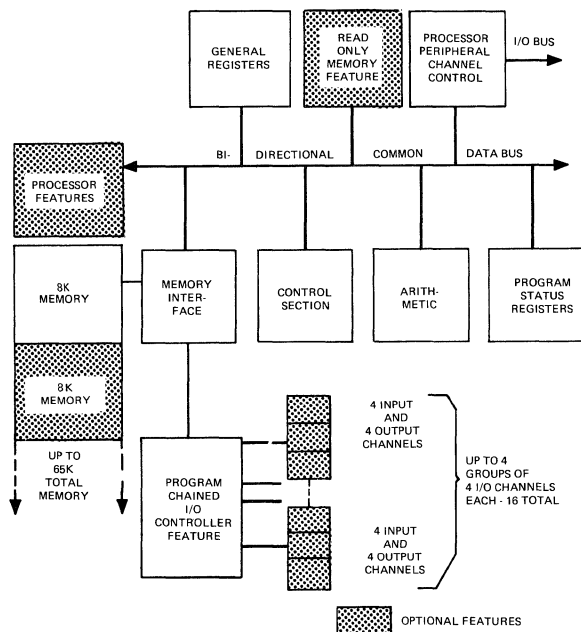 GENERAL
REGISTERS
READ
ONLY
MEMORY
FEATURE
PROCESSOR
PERIPHERAL
CHANNEL
CONTROL
I/O BUS
BI- DIRECTIONAL COMMON DATA BUS
PROCESSOR
FEATURES
8K
MEMORY
MEMORY
INTER-
FACE
CONTROL
SECTION
ARITH-
METIC
PROGRAM
STATUS
REGISTERS
8K
MEMORY
UP TO
65K
TOTAL
MEMORY
PROGRAM
CHAINED
I/O
CONTROLLER
FEATURE
4 INPUT
AND
4 OUTPUT
CHANNELS
4 INPUT
AND
4 OUTPUT
CHANNELS
UP TO 4
GROUPS OF
4 I/O CHANNELS
EACH - 16 TOTAL
OPTIONAL FEATURES